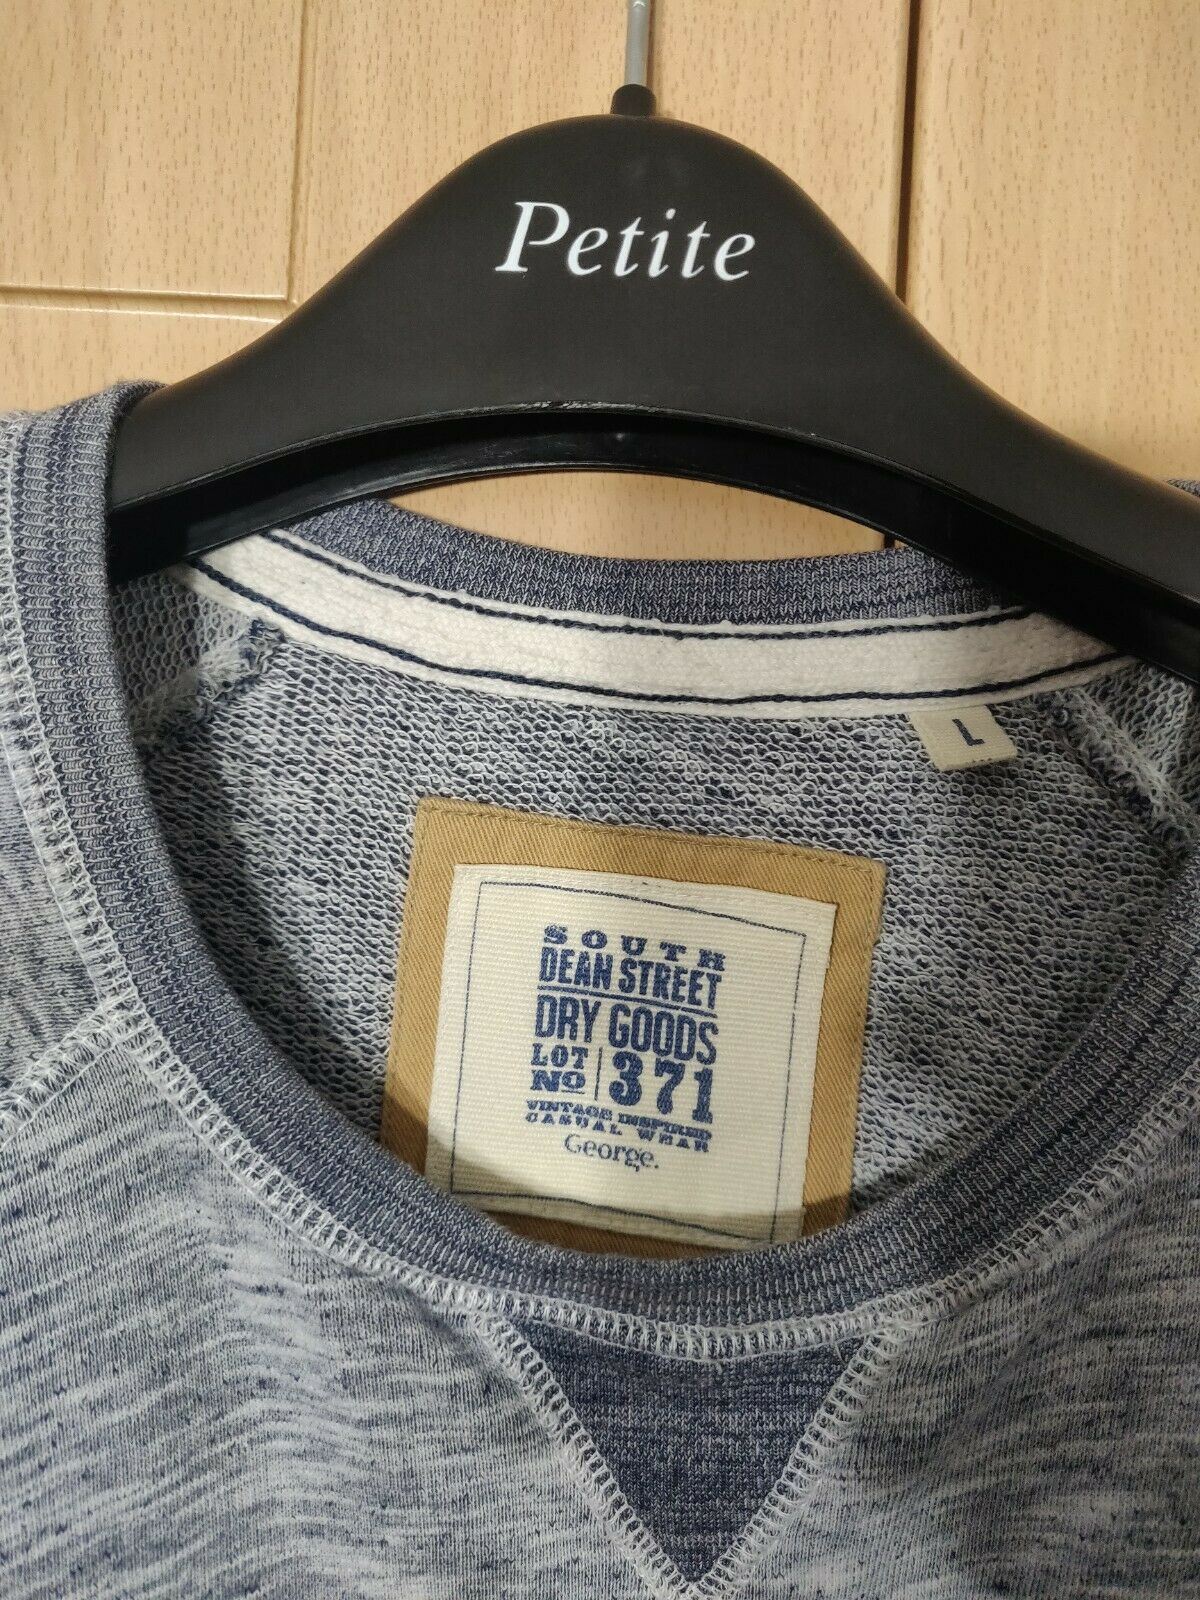 Petite
L
SOUTH
DEAN STREET
DRY GOODS
LOT
No
371
VINTAGE INSPIRED
CASUAL WEAR
George.